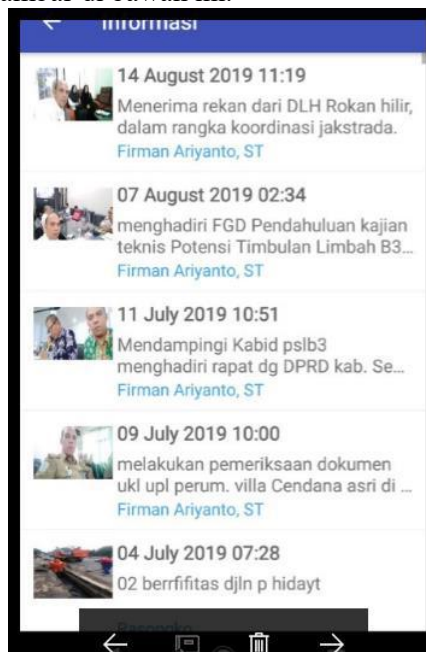 Informasi
14 August 2019 11:19
Menerima rekan dari DLH Rokan hilir,
dalam rangka koordinasi jakstrada.
Firman Ariyanto, ST
07 August 2019 02:34
menghadiri FGD Pendahuluan kajian
teknis Potensi Timbulan Limbah B3...
Firman Ariyanto, ST
11 July 2019 10:51
Mendampingi Kabid pslb3
menghadiri rapat dg DPRD kab. Se...
Firman Ariyanto, ST
09 July 2019 10:00
melakukan pemeriksaan dokumen
ukl upl perum. villa Cendana asri di ...
Firman Ariyanto, ST
04 July 2019 07:28
02 berrfifitas djln p hidayt